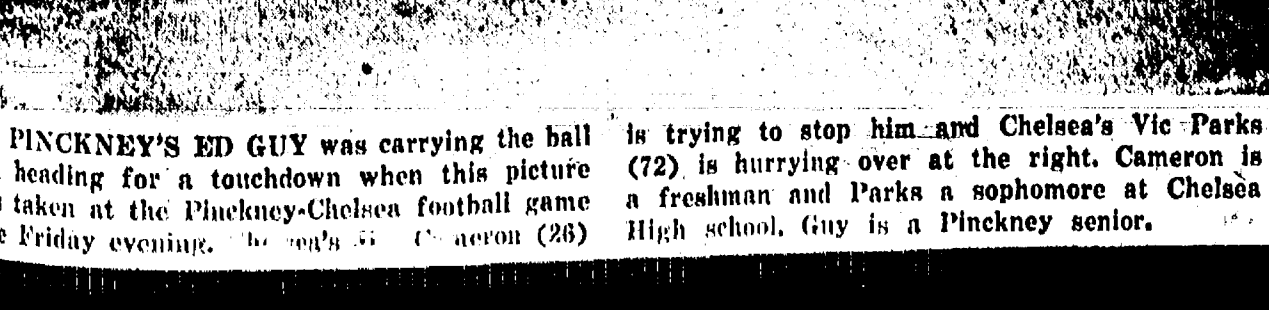 PINCKNEY'S ED GUY was carrying the ball
heading for a touchdown when this picture
taken at the Pinckney-Chelsea football game
Friday evening. Cameron (26)
is trying to stop him and Chelsea's Vic Parks
(72) is hurrying over at the right. Cameron is
a freshman and Parks a sophomore at Chelsea
High school. Guy is a Pinckney senior.